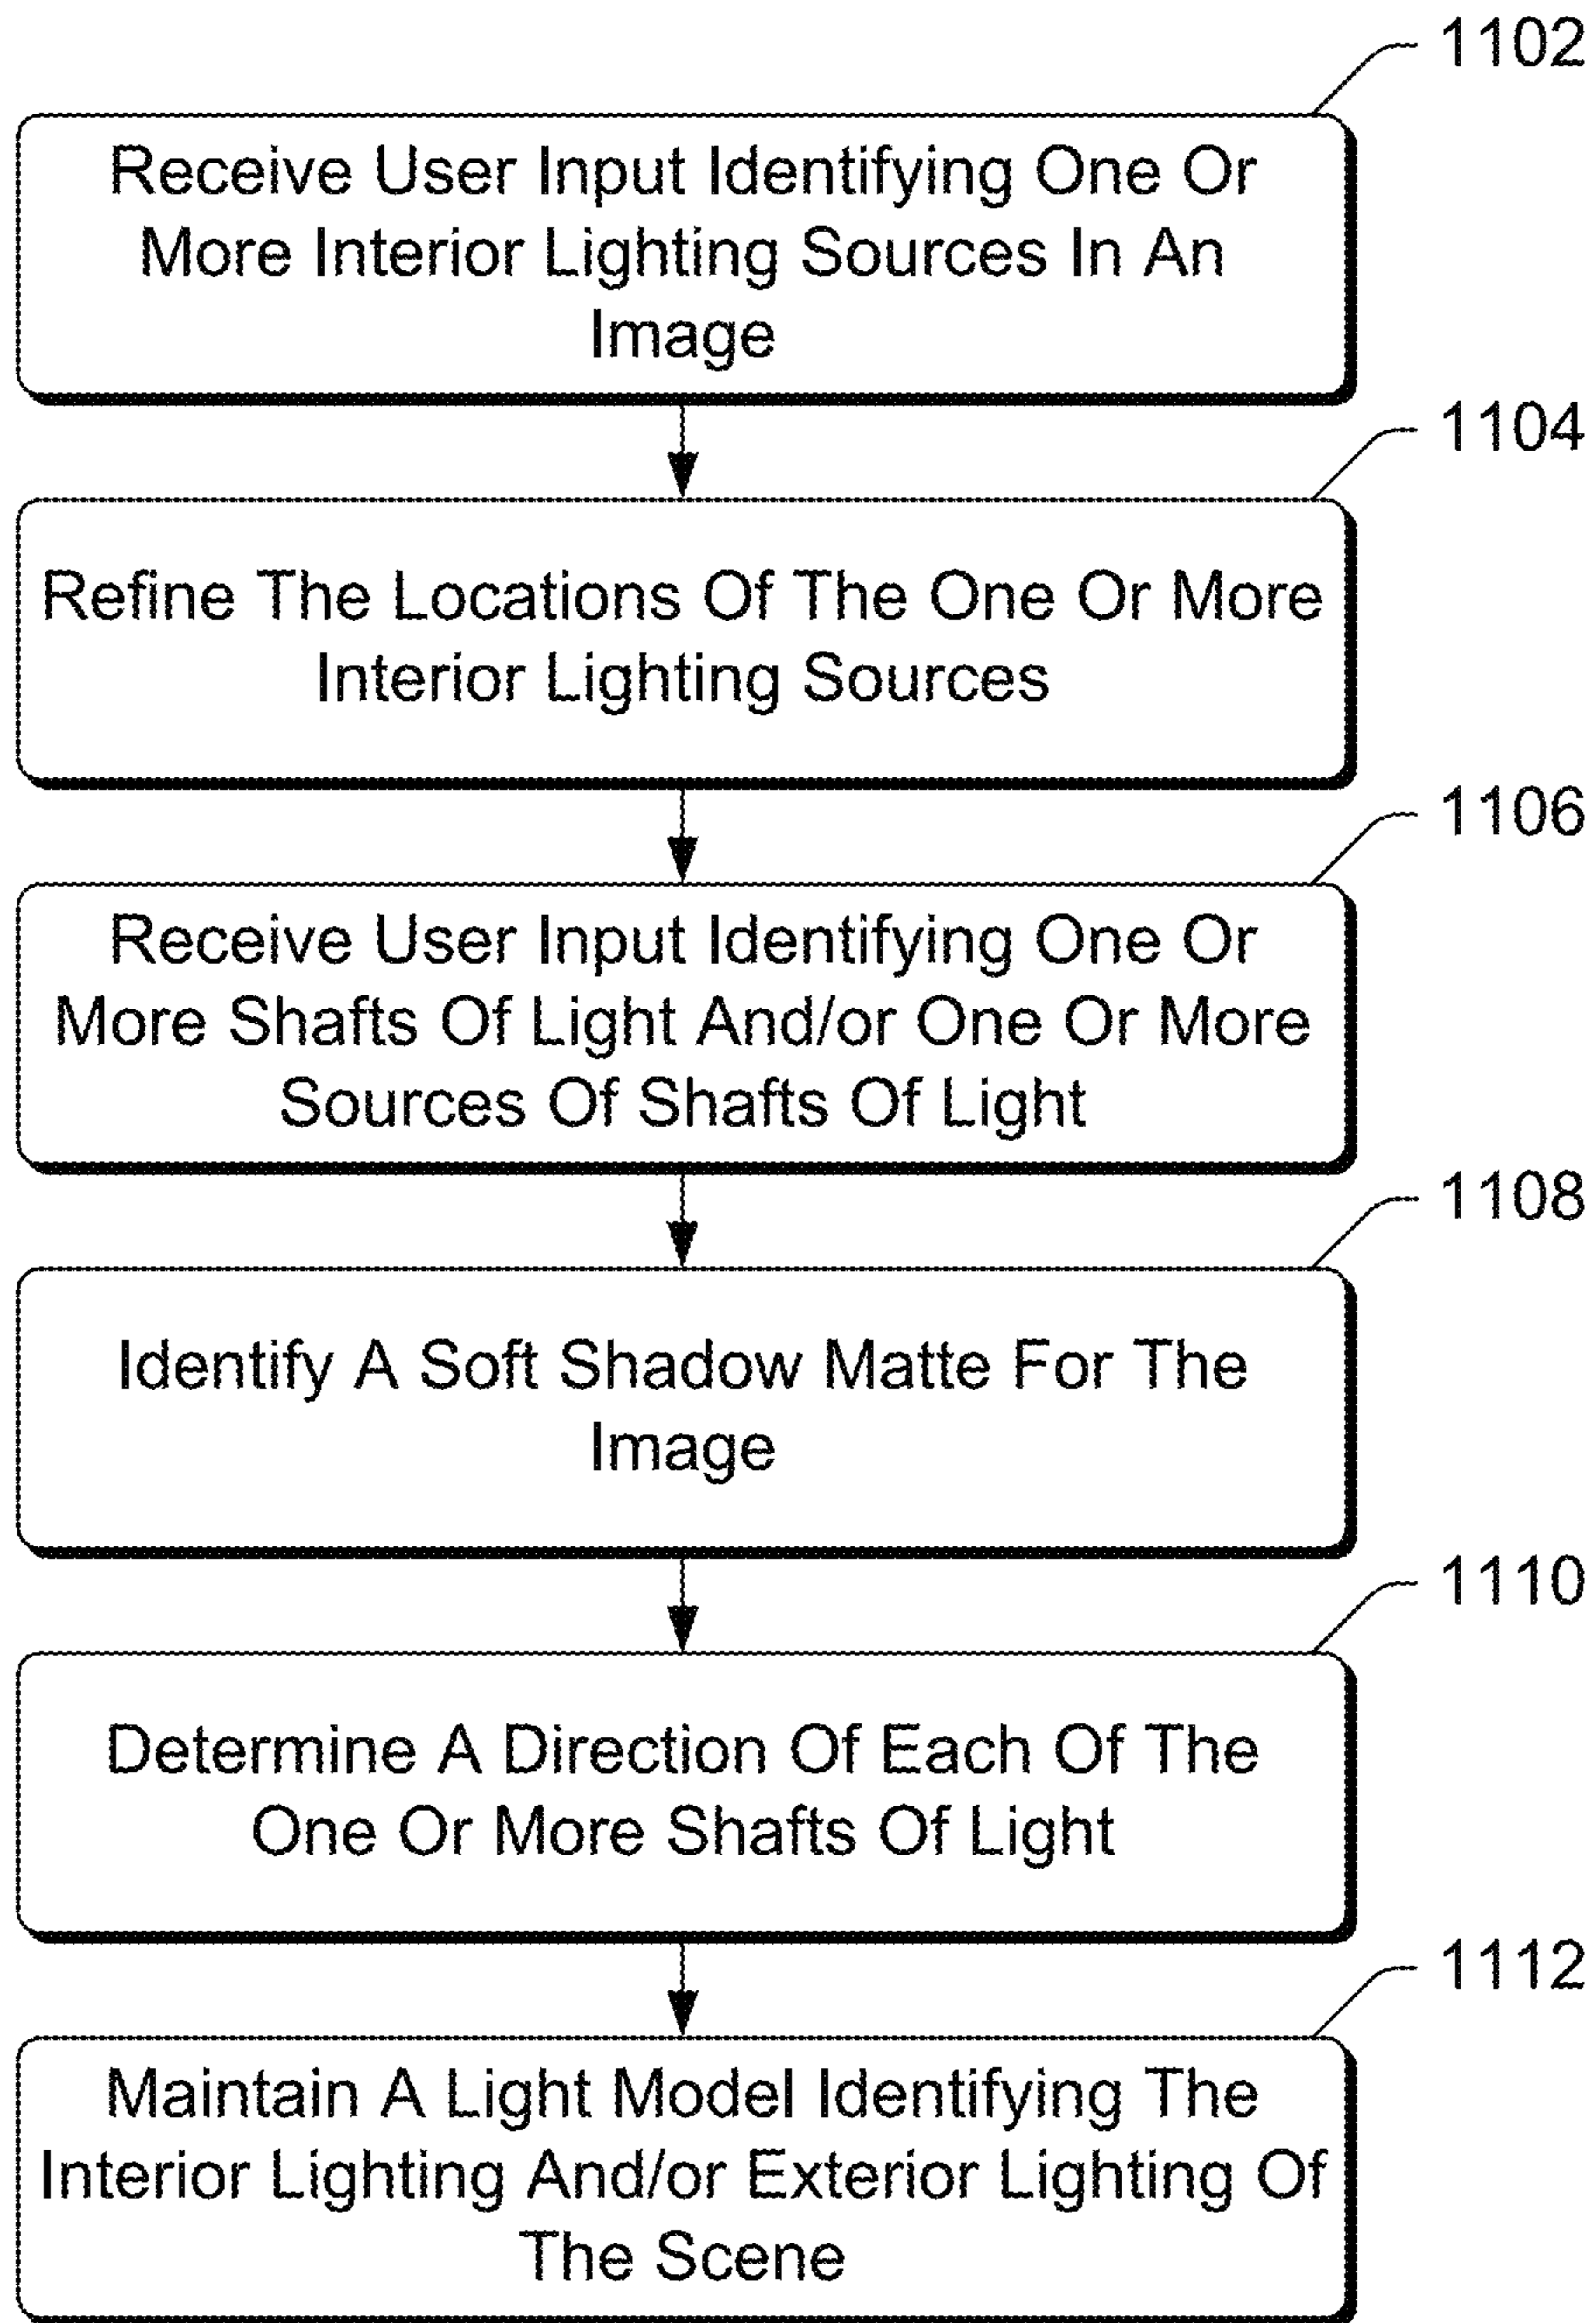 1102
Receive User Input Identifying One Or
More Interior Lighting Sources In An
Image
1104
Refine The Locations Of The One Or More
Interior Lighting Sources
1106
Receive User Input Identifying One Or
More Shafts Of Light And/or One Or More
Sources Of Shafts Of Light
1108
Identify A Soft Shadow Matte For The
Image
1110
Determine A Direction Of Each Of The
One Or More Shafts Of Light
1112
Maintain A Light Model Identifying The
Interior Lighting And/or Exterior Lighting Of
The Scene